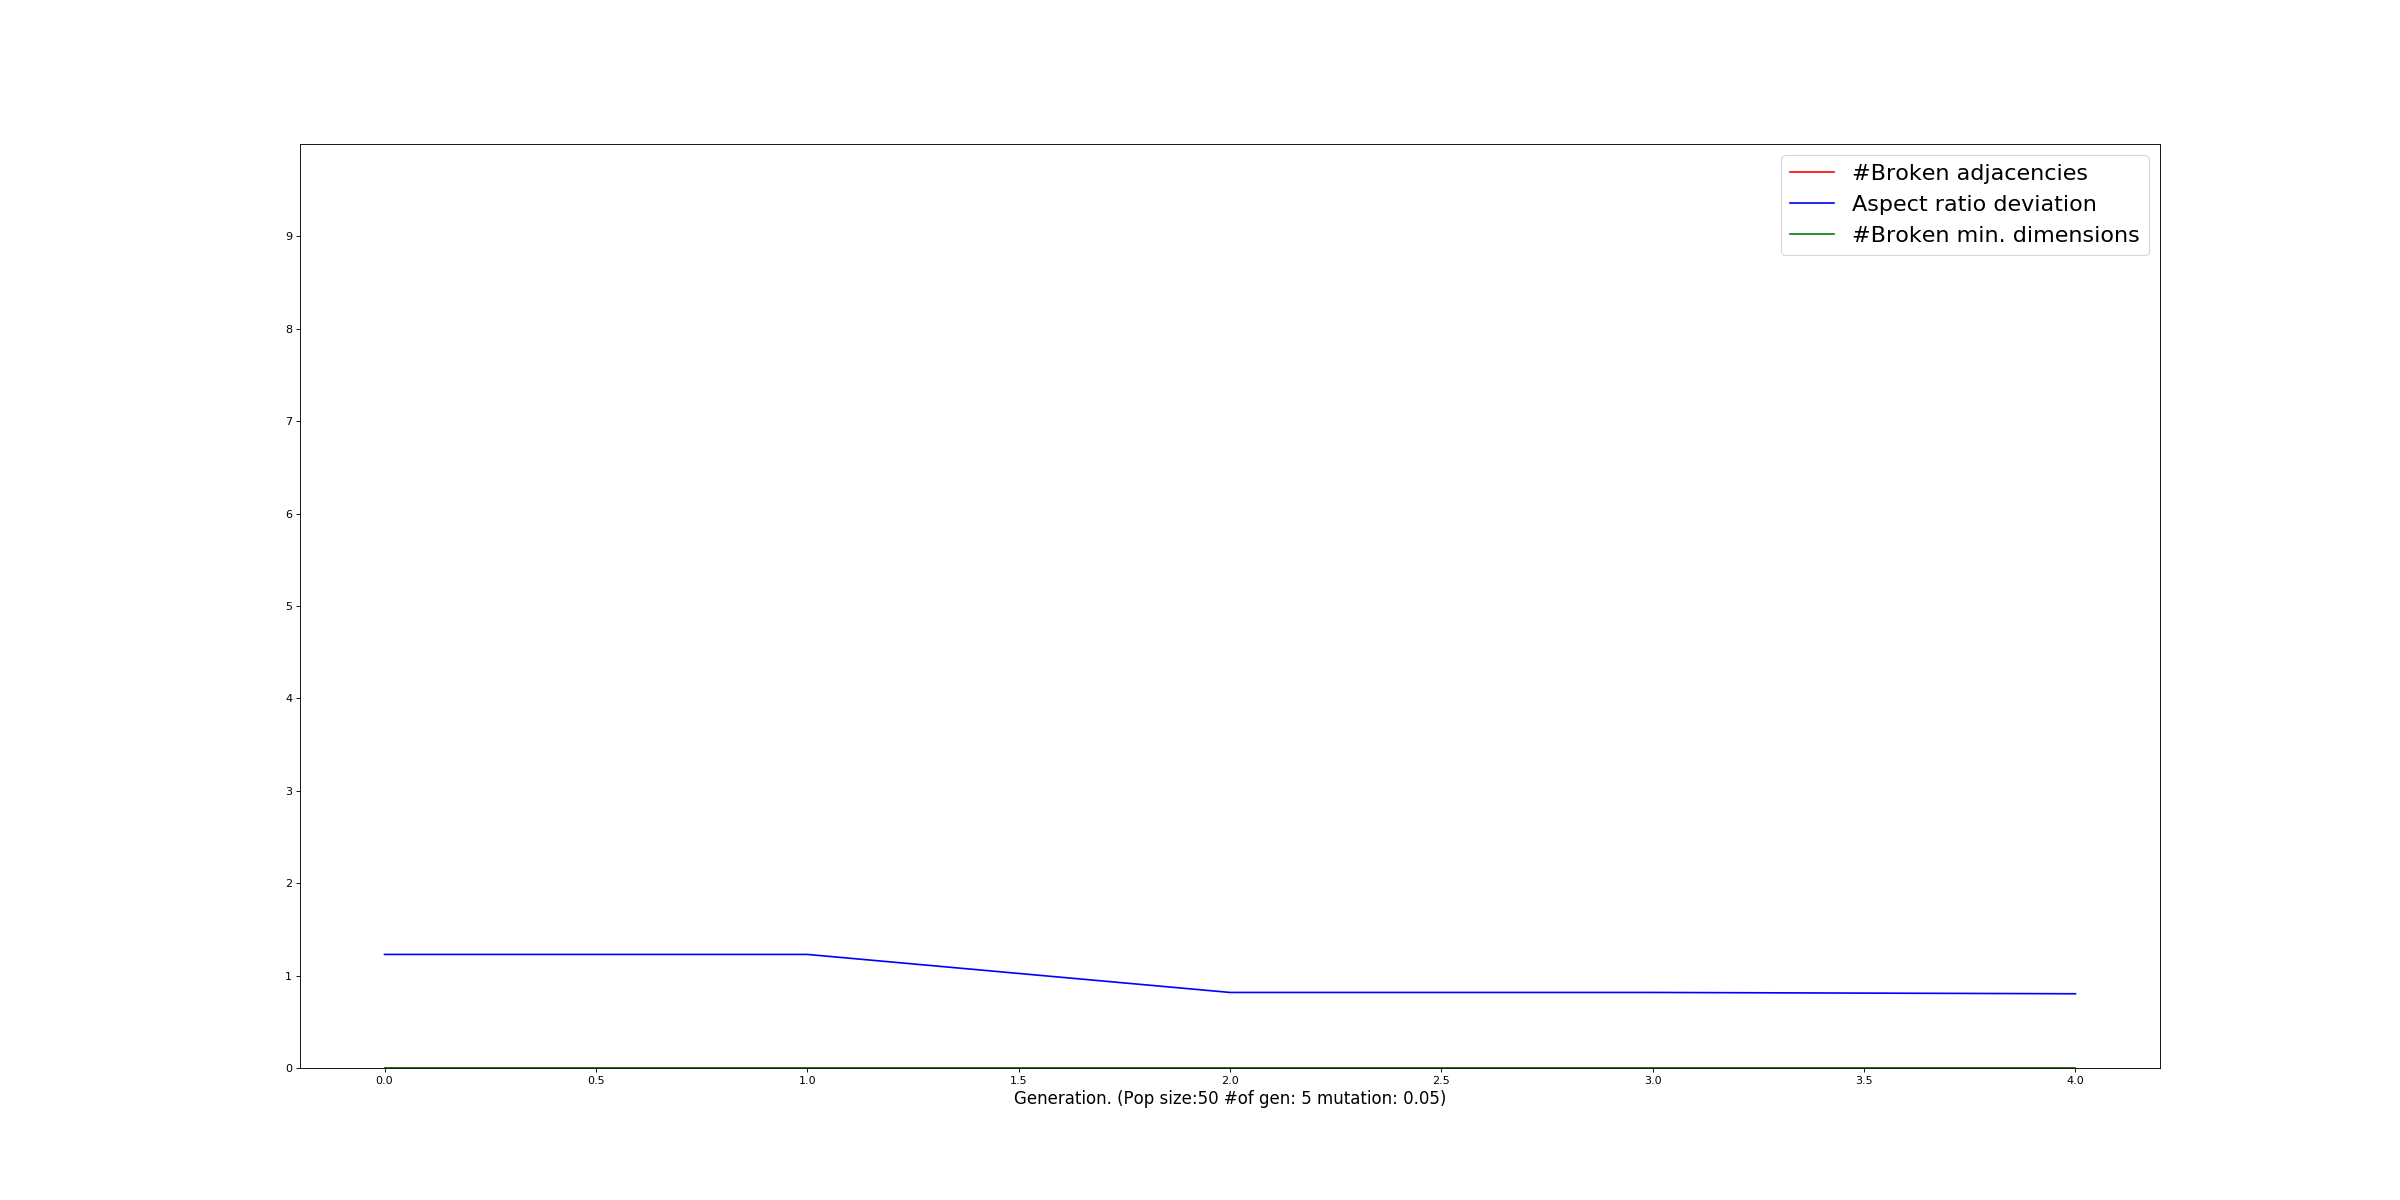 #Broken adjacencies
Aspect ratio deviation
#Broken min. dimensions
9
8
7
6
5
4
3
2
1
0
0.0 0.5 1.0 1.5 2.0 2.5 3.0 3.5 4.0
Generation. (Pop size:50 #of gen: 5 mutation: 0.05)